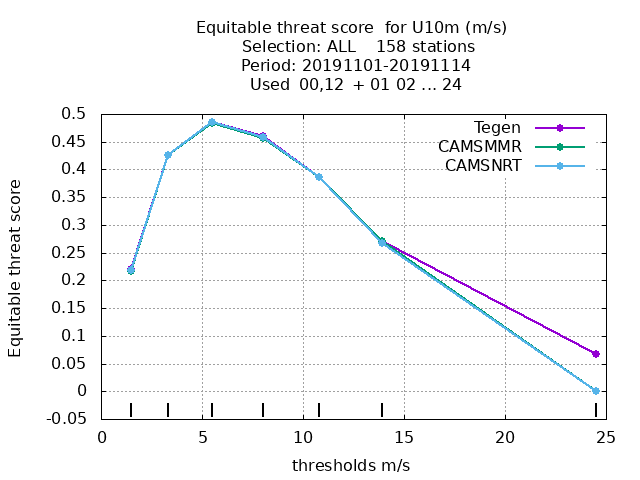 Equitable threat score  for U10m (m/s)
Selection: ALL    158 stations
Period: 20191101-20191114
Used  00,12  + 01 02 ... 24
Tegen
CAMSMMR
CAMSNRT
Equitable threat score
0.5
0.45
0.4
0.35
0.3
0.25
0.2
0.15
0.1
0.05
0
-0.05
0 5 10 15 20 25
thresholds m/s